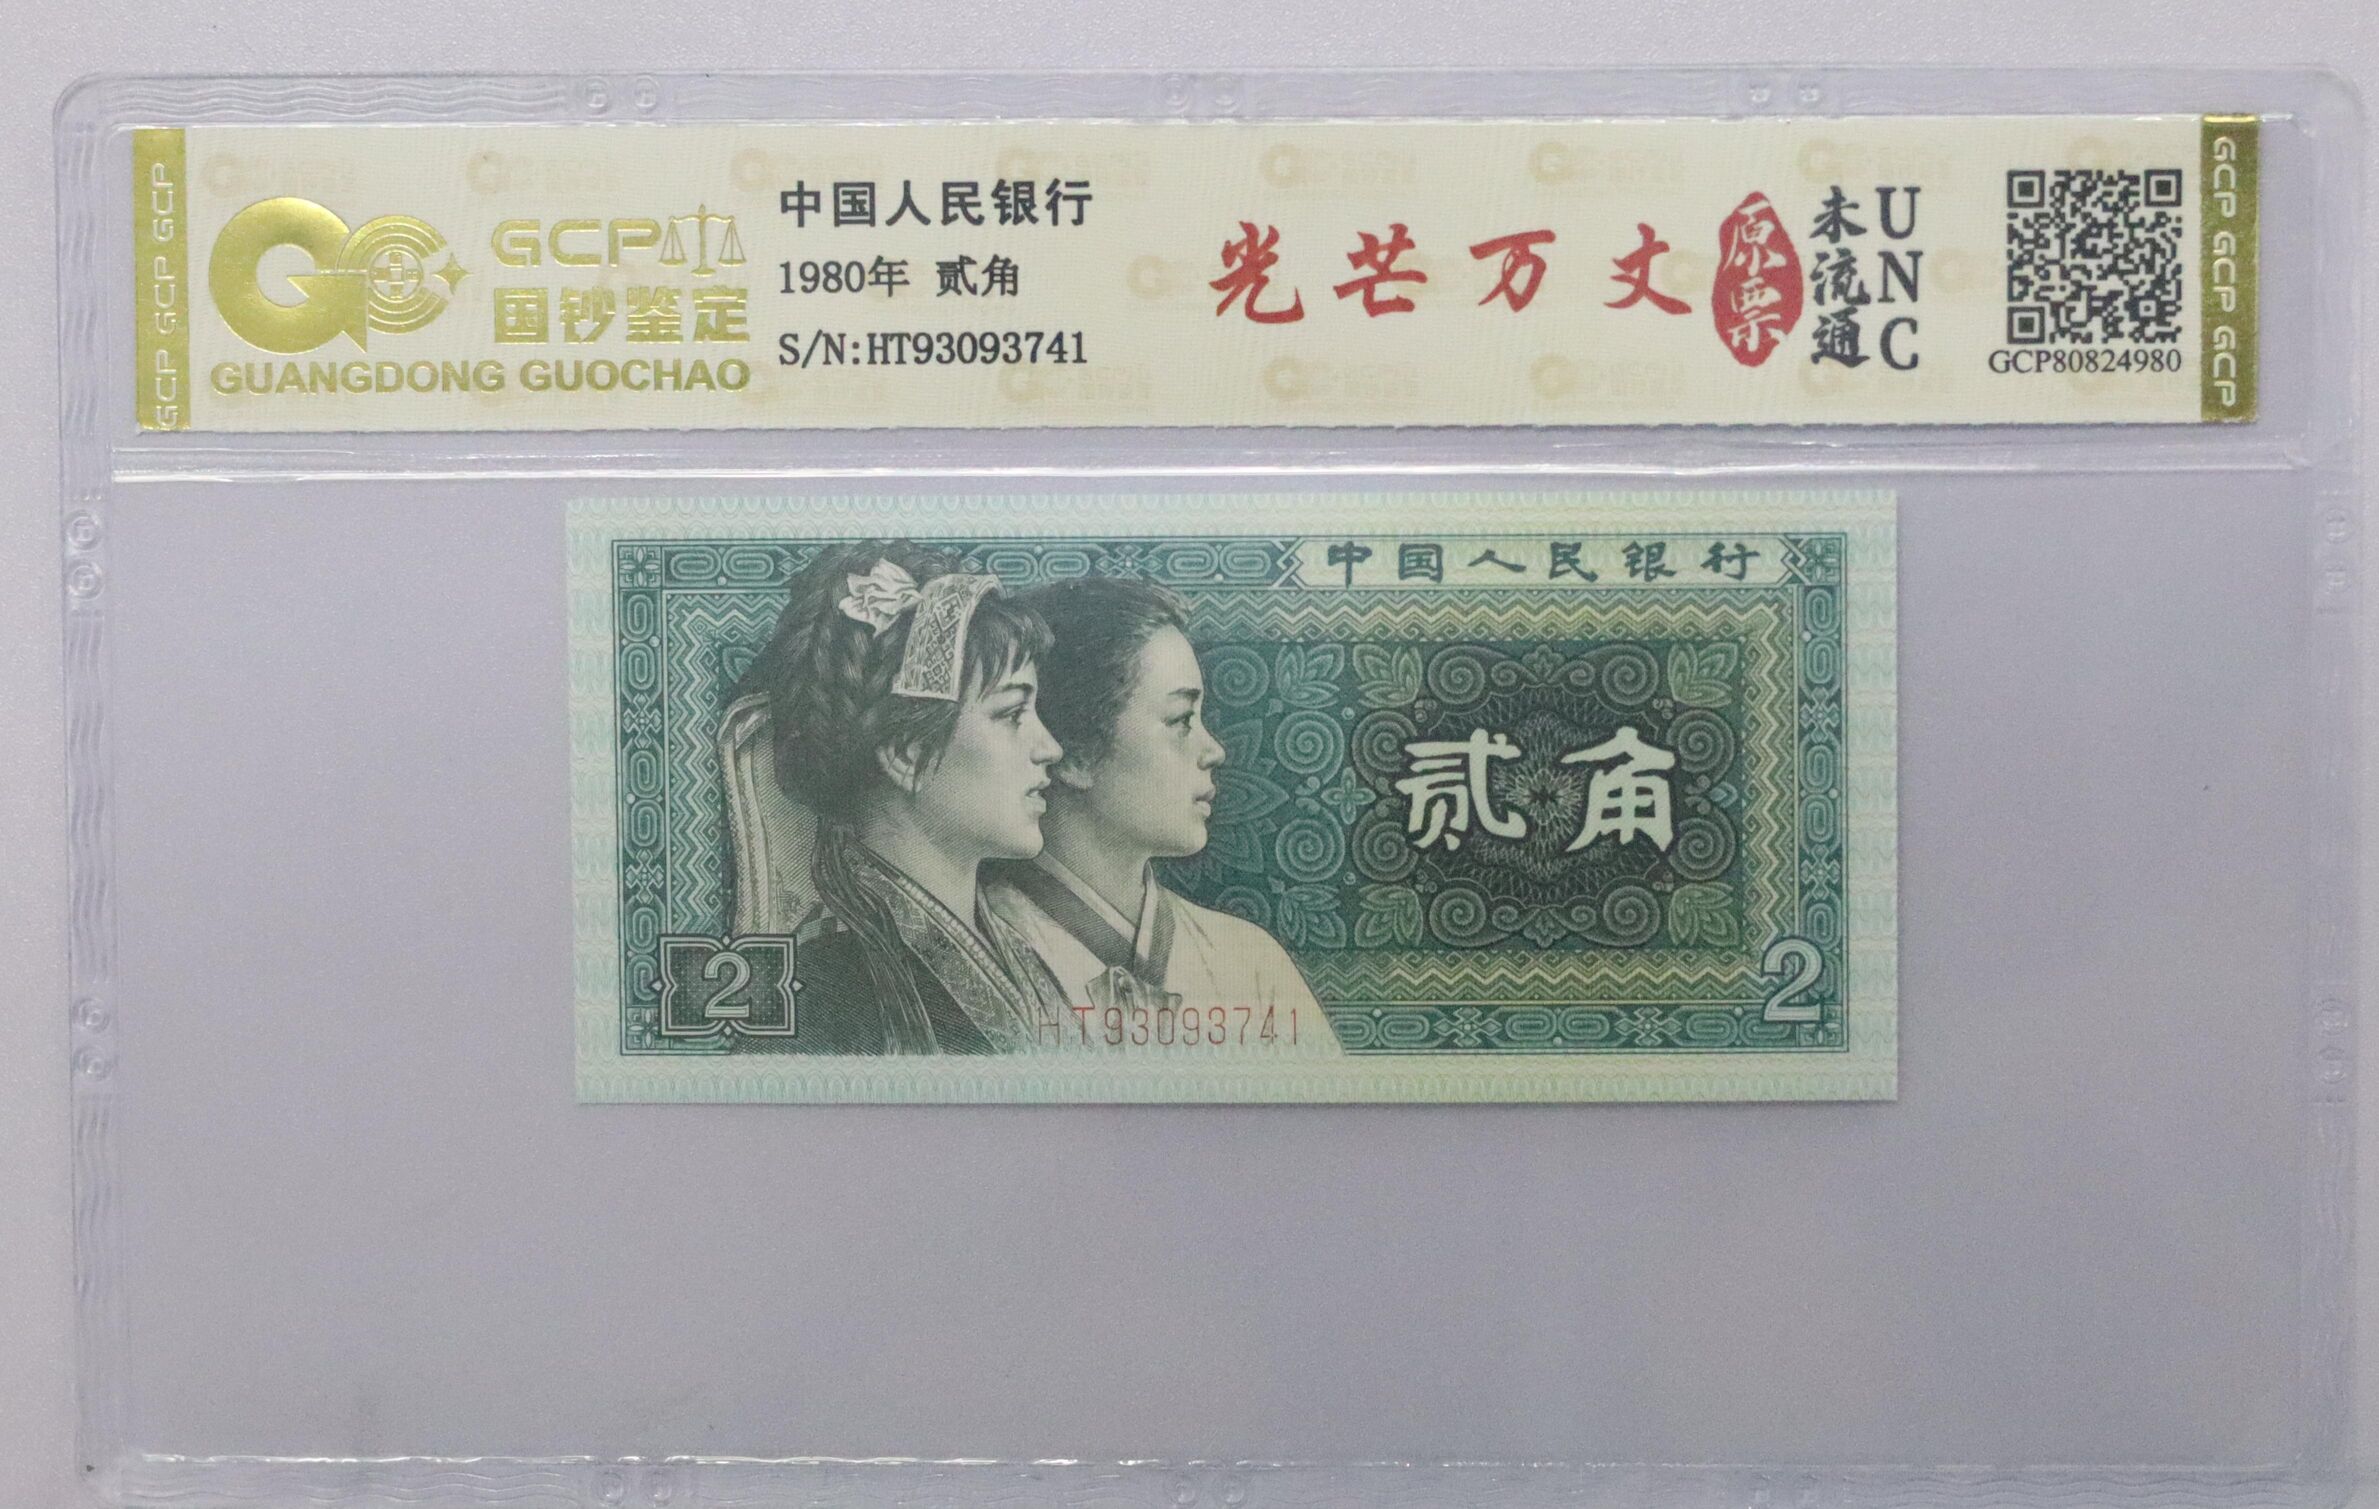 GCP GCP GCP
GCP
国钞鉴定
GUANGDONG GUOCHAO
中国人民银行
1980年 贰角
S/N:HT93093741
光芒万丈
原票
未流通
UNC
GCP80824980
GCP GCP GCP
中国人民银行
贰角
2
2
HT93093741